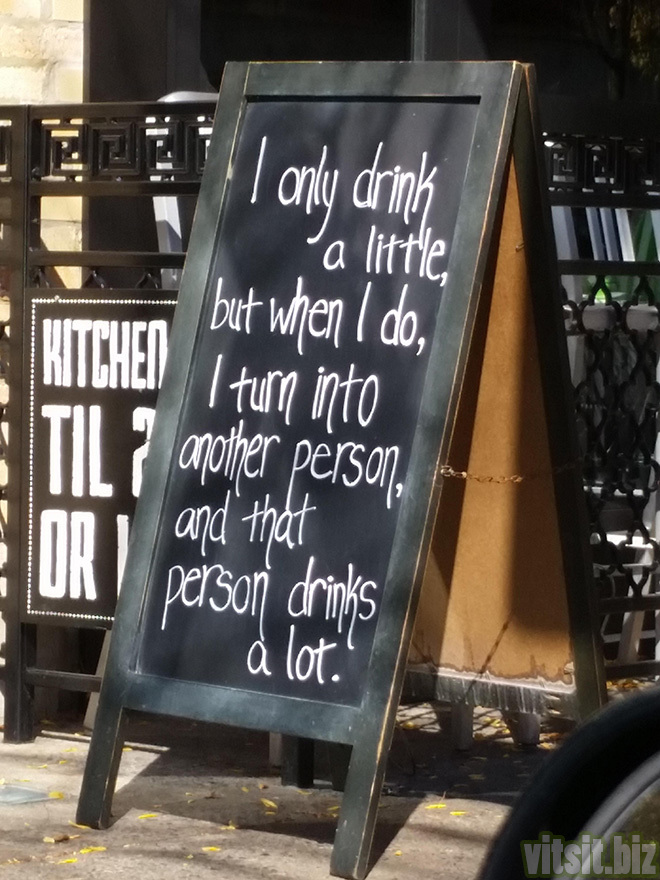 I only drink
a little,
but when I do,
I turn into
another person,
and that
person drinks
a lot.
KITCHEN
TIL
OR
vitsit.biz